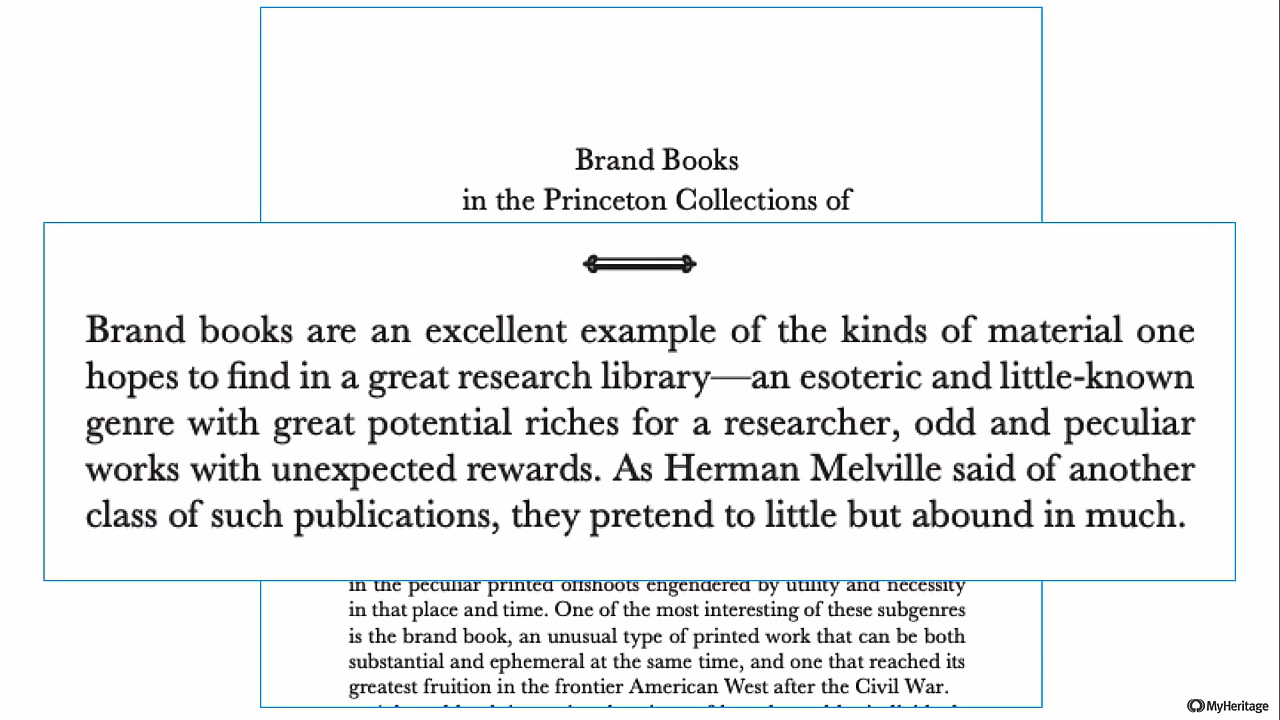 Brand Books
in the Princeton Collections of
Brand books are an excellent example of the kinds of material one
hopes to find in a great research library—an esoteric and little-known
genre with great potential riches for a researcher, odd and peculiar
works with unexpected rewards. As Herman Melville said of another
class of such publications, they pretend to little but abound in much.
in the peculiar printed offshoots engendered by utility and necessity
in that place and time. One of the most interesting of these subgenres
is the brand book, an unusual type of printed work that can be both
substantial and ephemeral at the same time, and one that reached its
greatest fruition in the frontier American West after the Civil War.
MyHeritage